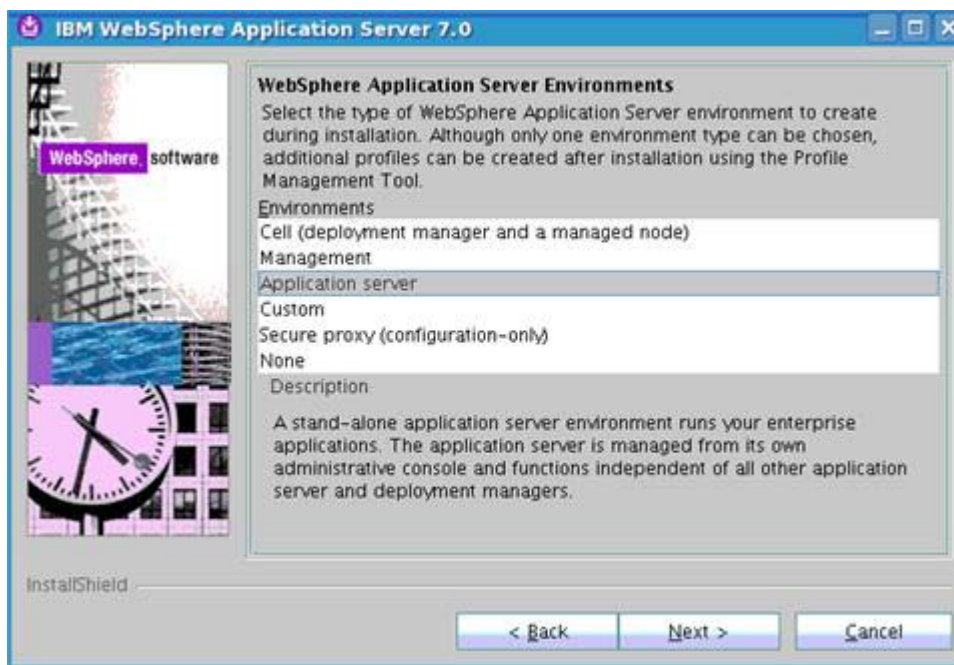 IBM WebSphere Application Server 7.0
WebSphere software
WebSphere Application Server Environments
Select the type of WebSphere Application Server environment to create
during installation. Although only one environment type can be chosen,
additional profiles can be created after installation using the Profile
Management Tool.
Environments
Cell (deployment manager and a managed node)
Management
Application server
Custom
Secure proxy (configuration-only)
None
Description
A stand-alone application server environment runs your enterprise
applications. The application server is managed from its own
administrative console and functions independent of all other application
server and deployment managers.
InstallShield
< Back Next > Cancel